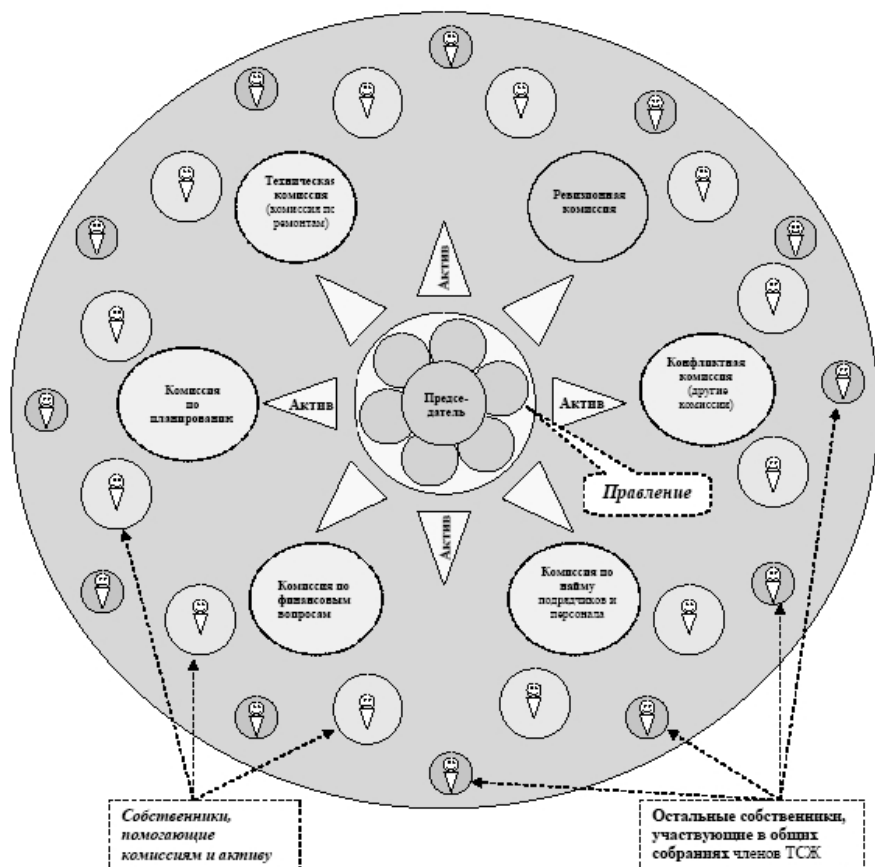 Техническая
комиссия
(комиссия по
ремонтам)
Ревизионная
комиссия
Актив
Комиссия
по
планированию
Актив
Предсе-
датель
Актив
Конфликтная
комиссия
(другие
комиссии)
Правление
Актив
Комиссия по
финансовым
вопросам
Комиссия по
найму
подрядчиков и
персонала
Собственники,
помогающие
комиссиям и активу
Остальные собственники,
участвующие в общих
собраниях членов ТСЖ